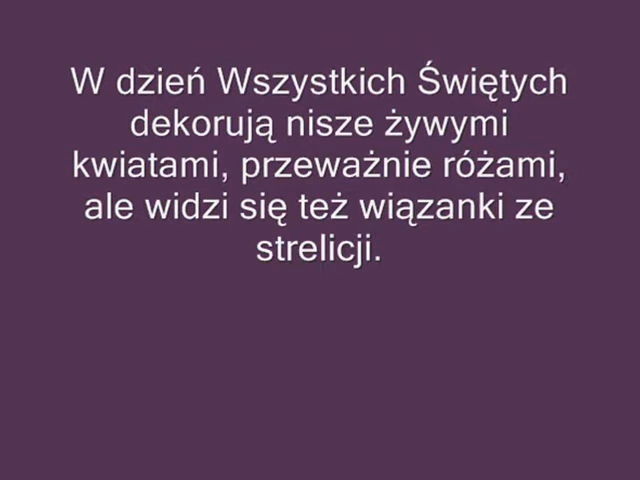 W dzień Wszystkich Świętych
dekorują nisze żywymi
kwiatami, przeważnie różami,
ale widzi się też wiązanki ze
strelicji.